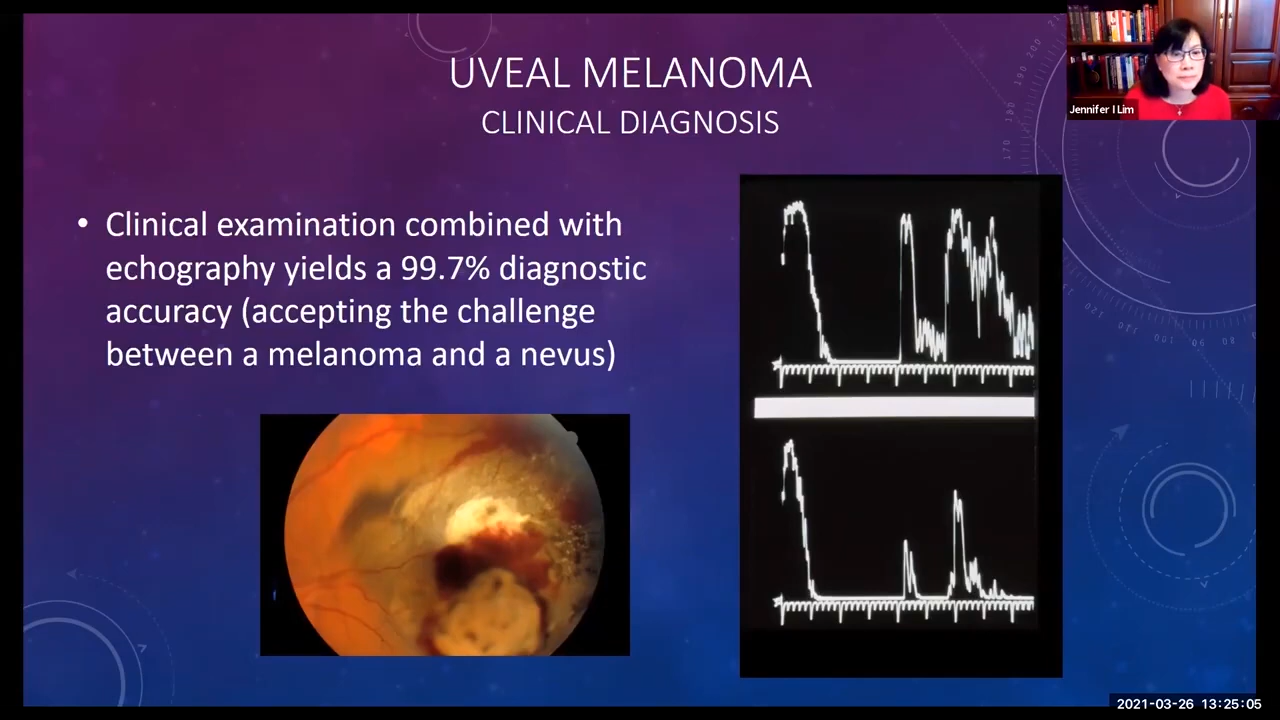 UVEAL MELANOMA
CLINICAL DIAGNOSIS
Jennifer I Lim
• Clinical examination combined with
echography yields a 99.7% diagnostic
accuracy (accepting the challenge
between a melanoma and a nevus)
2021-03-26 13:25:05